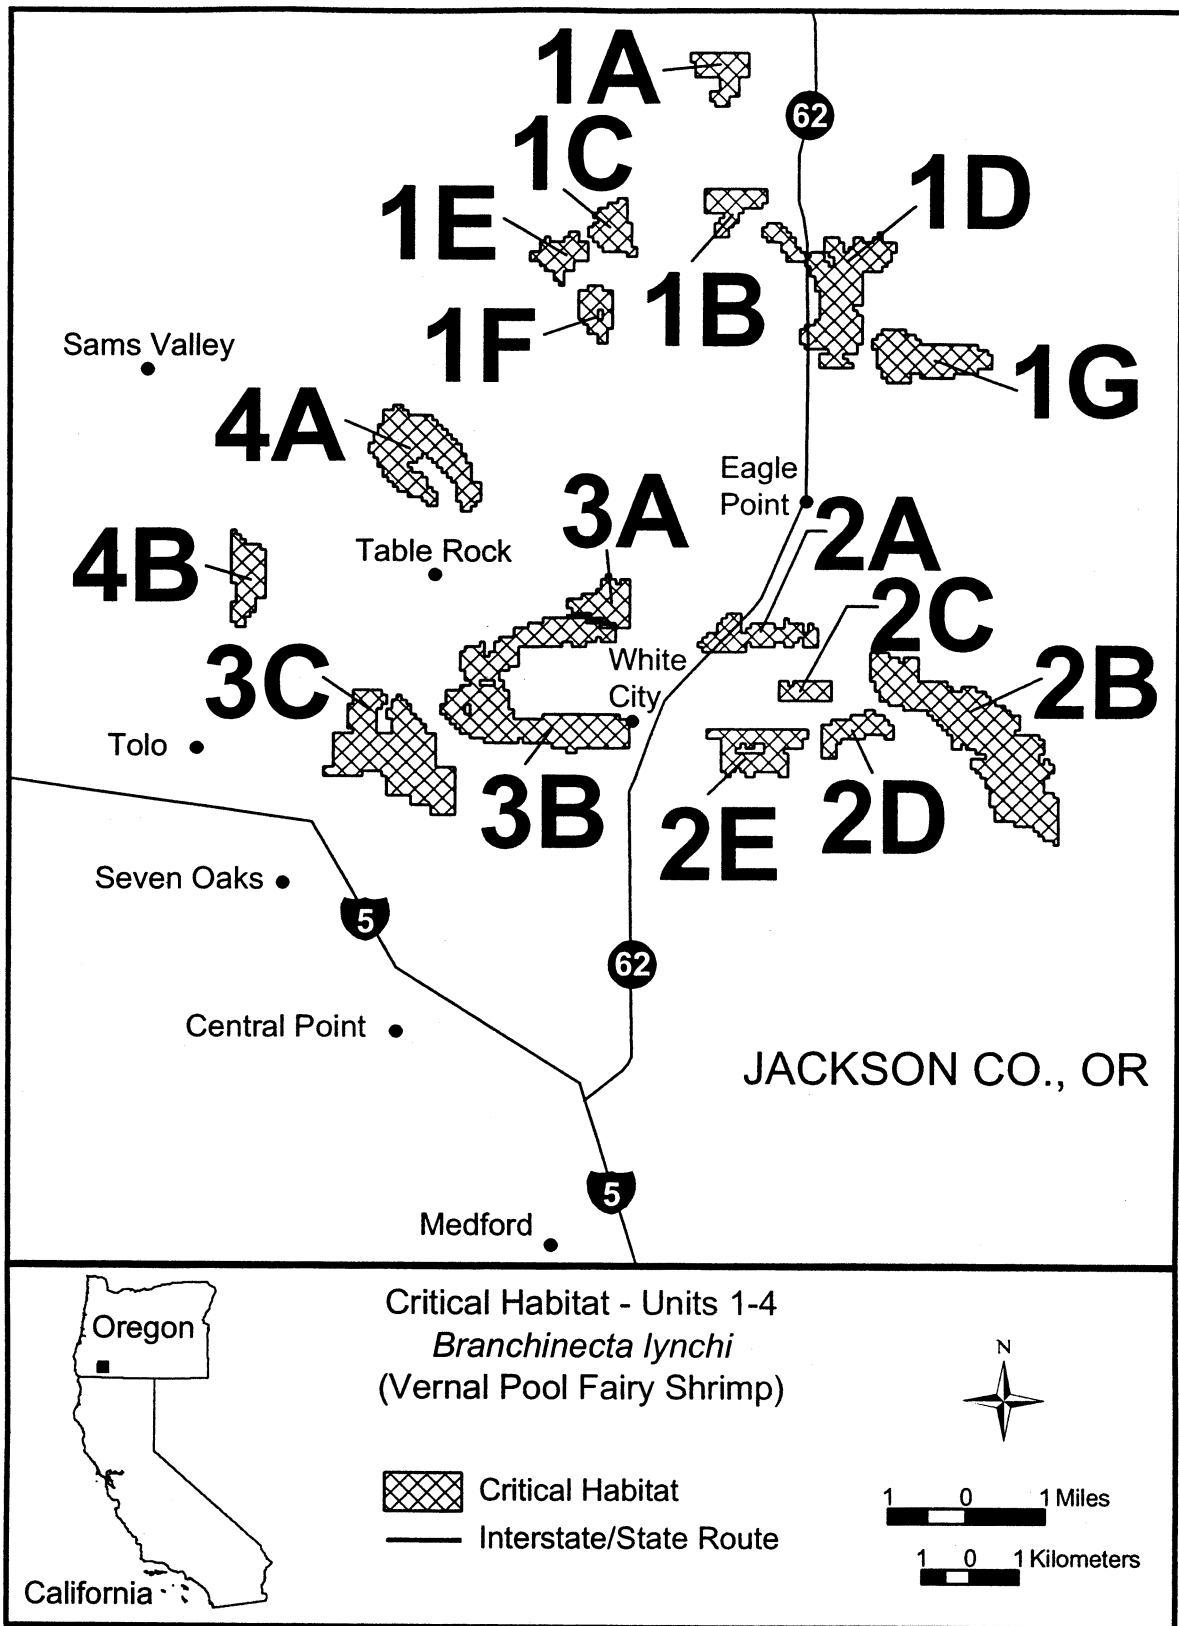 1A
62
1C
1D
1E
1B
1F
Sams Valley
1G
4A
Eagle
Point
3A
2A
4B
Table Rock
2C
White
City
3C
2B
Tolo
3B
2D
2E
Seven Oaks
5
62
Central Point
JACKSON CO., OR
5
Medford
Oregon
California
Critical Habitat - Units 1-4
Branchinecta lynchi
(Vernal Pool Fairy Shrimp)
Critical Habitat
Interstate/State Route
N
1 0 1 Miles
1 0 1 Kilometers